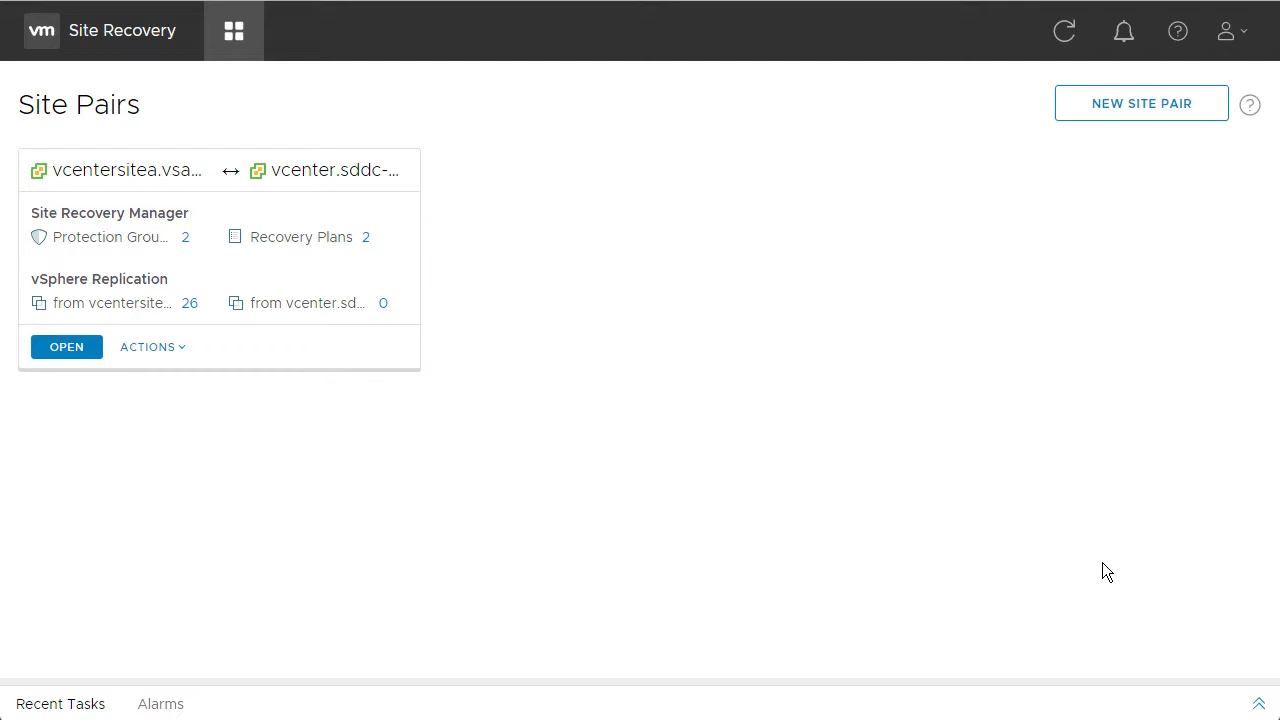 vm Site Recovery
Site Pairs
NEW SITE PAIR
vcentersitea.vsa... ↔ vcenter.sddc-...
Site Recovery Manager
Protection Grou... 2 Recovery Plans 2
vSphere Replication
from vcentersite... 26 from vcenter.sd... 0
OPEN ACTIONS
Recent Tasks Alarms